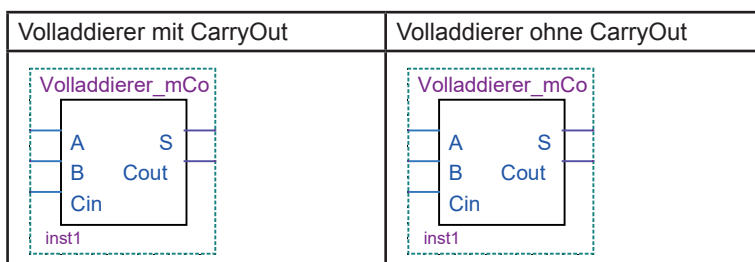 Volladdierer mit CarryOut
Volladdierer ohne CarryOut
Volladdierer_mCo
A S
B Cout
Cin
inst1
Volladdierer_mCo
A S
B Cout
Cin
inst1